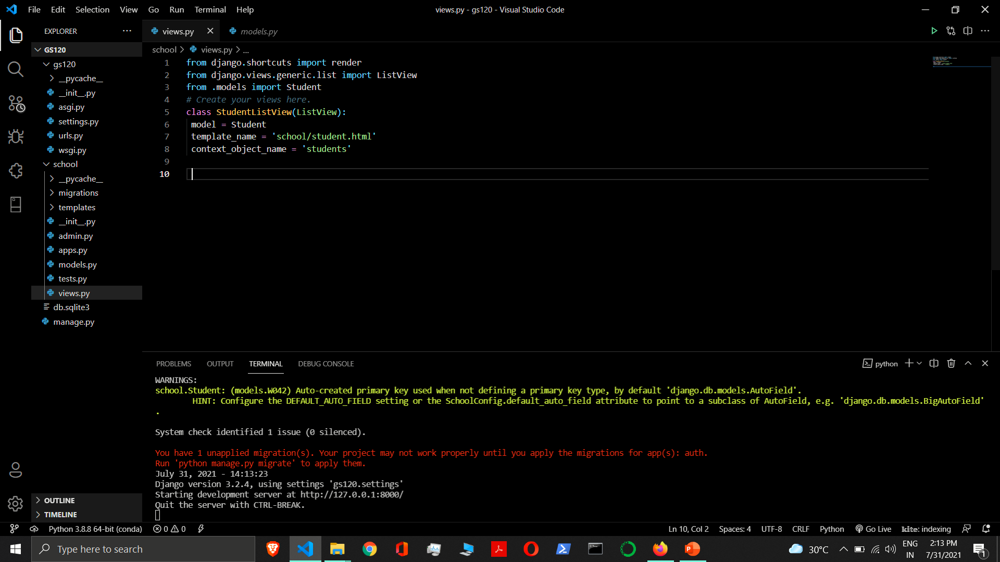 File Edit Selection View Go Run Terminal Help
views.py - gs120 - Visual Studio Code
EXPLORER
views.py
models.py
GS120
gs120
__pycache__
__init__.py
asgi.py
settings.py
urls.py
wsgi.py
school
__pycache__
migrations
templates
__init__.py
admin.py
apps.py
models.py
tests.py
views.py
db.sqlite3
manage.py
OUTLINE
TIMELINE
school > views.py > ...
1 from django.shortcuts import render
2 from django.views.generic.list import ListView
3 from .models import Student
4 # Create your views here.
5 class StudentListView(ListView):
6 model = Student
7 template_name = 'school/student.html'
8 context_object_name = 'students'
9
10
PROBLEMS OUTPUT TERMINAL DEBUG CONSOLE
python
WARNINGS:
school.Student: (models.W042) Auto-created primary key used when not defining a primary key type, by default 'django.db.models.AutoField'.
HINT: Configure the DEFAULT_AUTO_FIELD setting or the SchoolConfig.default_auto_field attribute to point to a subclass of AutoField, e.g. 'django.db.models.BigAutoField'
.
System check identified 1 issue (0 silenced).
You have 1 unapplied migration(s). Your project may not work properly until you apply the migrations for app(s): auth.
Run 'python manage.py migrate' to apply them.
July 31, 2021 - 14:13:23
Django version 3.2.4, using settings 'gs120.settings'
Starting development server at http://127.0.0.1:8000/
Quit the server with CTRL-BREAK.
Python 3.8.8 64-bit (conda) 0 0
Ln 10, Col 2 Spaces: 4 UTF-8 CRLF Python Go Live kite: indexing
Type here to search
30°C
ENG
IN
2:13 PM
7/31/2021
1